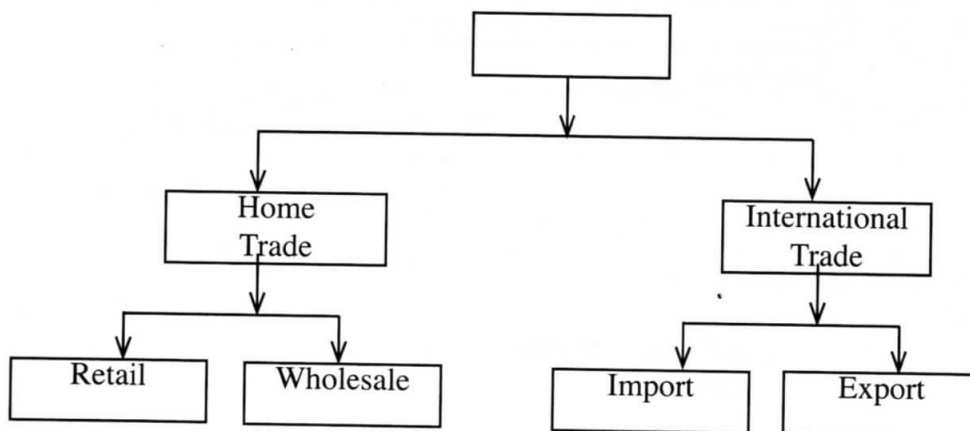 Home
Trade
International
Trade
Retail
Wholesale
Import
Export